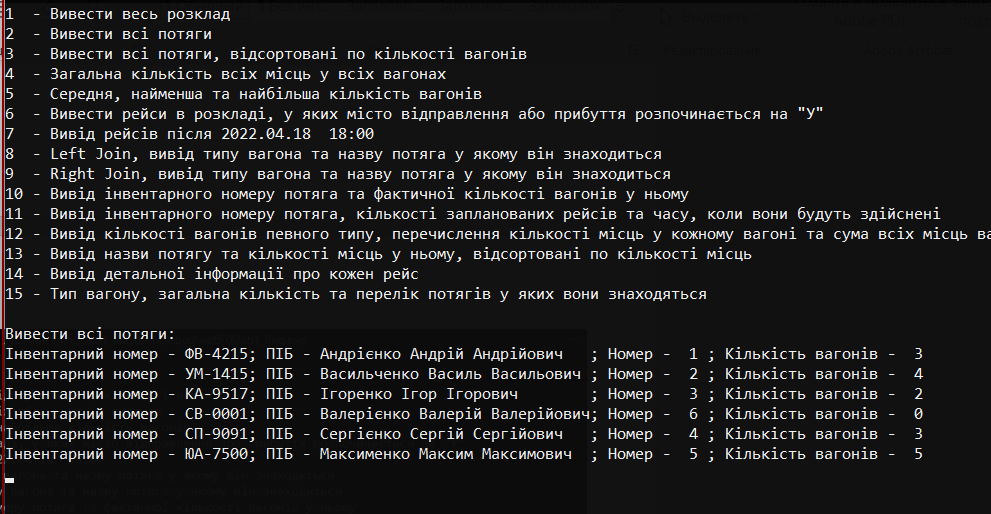 1  - Вивести весь розклад
2  - Вивести всі потяги
3  - Вивести всі потяги, відсортовані по кількості вагонів
4  - Загальна кількість всіх місць у всіх вагонах
5  - Середня, найменша та найбільша кількість вагонів
6  - Вивести рейси в розкладі, у яких місто відправлення або прибуття розпочинається на "У"
7  - Вивід рейсів після 2022.04.18  18:00
8  - Left Join, вивід типу вагона та назву потяга у якому він знаходиться
9  - Right Join, вивід типу вагона та назву потяга у якому він знаходиться
10 - Вивід інвентарного номеру потяга та фактичної кількості вагонів у ньому
11 - Вивід інвентарного номеру потяга, кількості запланованих рейсів та часу, коли вони будуть здійснені
12 - Вивід кількості вагонів певного типу, перечислення кількості місць у кожному вагоні та сума всіх місць ва
13 - Вивід назви потягу та кількості місць у ньому, відсортовані по кількості місць
14 - Вивід детальної інформації про кожен рейс
15 - Тип вагону, загальна кількість та перелік потягів у яких вони знаходяться
Вивести всі потяги:
Інвентарний номер - ФВ-4215; ПІБ - Андрієнко Андрій Андрійович   ; Номер -  1 ; Кількість вагонів -  3
Інвентарний номер - УМ-1415; ПІБ - Васильченко Василь Васильович ; Номер -  2 ; Кількість вагонів -  4
Інвентарний номер - КА-9517; ПІБ - Ігоренко Ігор Ігорович        ; Номер -  3 ; Кількість вагонів -  2
Інвентарний номер - СВ-0001; ПІБ - Валерієнко Валерій Валерійович; Номер -  6 ; Кількість вагонів -  0
Інвентарний номер - СП-9091; ПІБ - Сергієнко Сергій Сергійович   ; Номер -  4 ; Кількість вагонів -  3
Інвентарний номер - ЮА-7500; ПІБ - Максименко Максим Максимович  ; Номер -  5 ; Кількість вагонів -  5